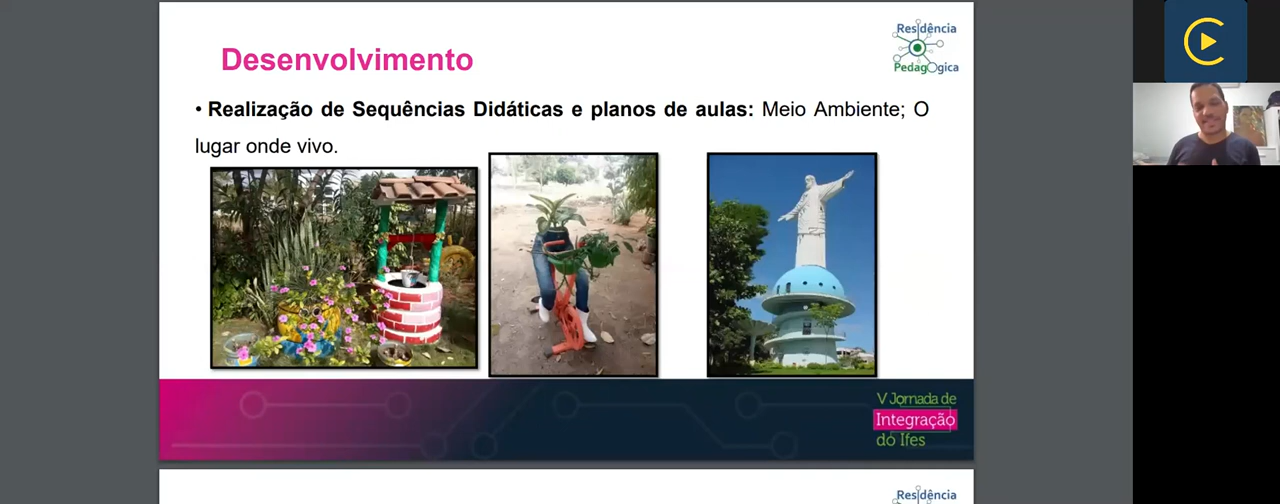 Desenvolvimento
Residência
Pedagógica
• Realização de Sequências Didáticas e planos de aulas: Meio Ambiente; O
lugar onde vivo.
V Jornada de
Integração
do Ifes
Residência